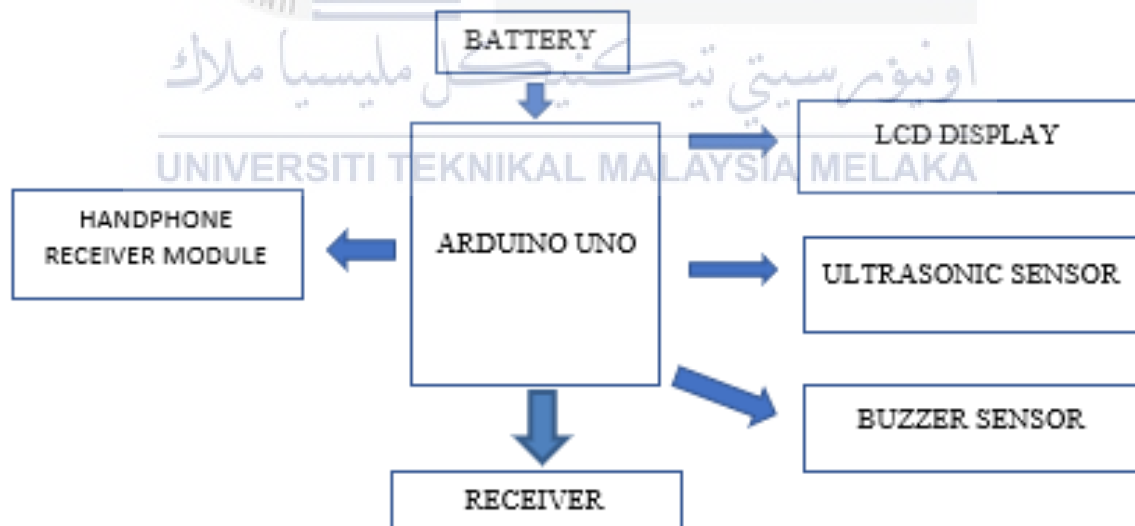 BATTERY
اونيۏرسيتي تيكنيكل مليسيا ملاك
LCD DISPLAY
UNIVERSITI TEKNIKAL MALAYSIA MELAKA
HANDPHONE
RECEIVER MODULE
ARDUINO UNO
ULTRASONIC SENSOR
BUZZER SENSOR
RECEIVER